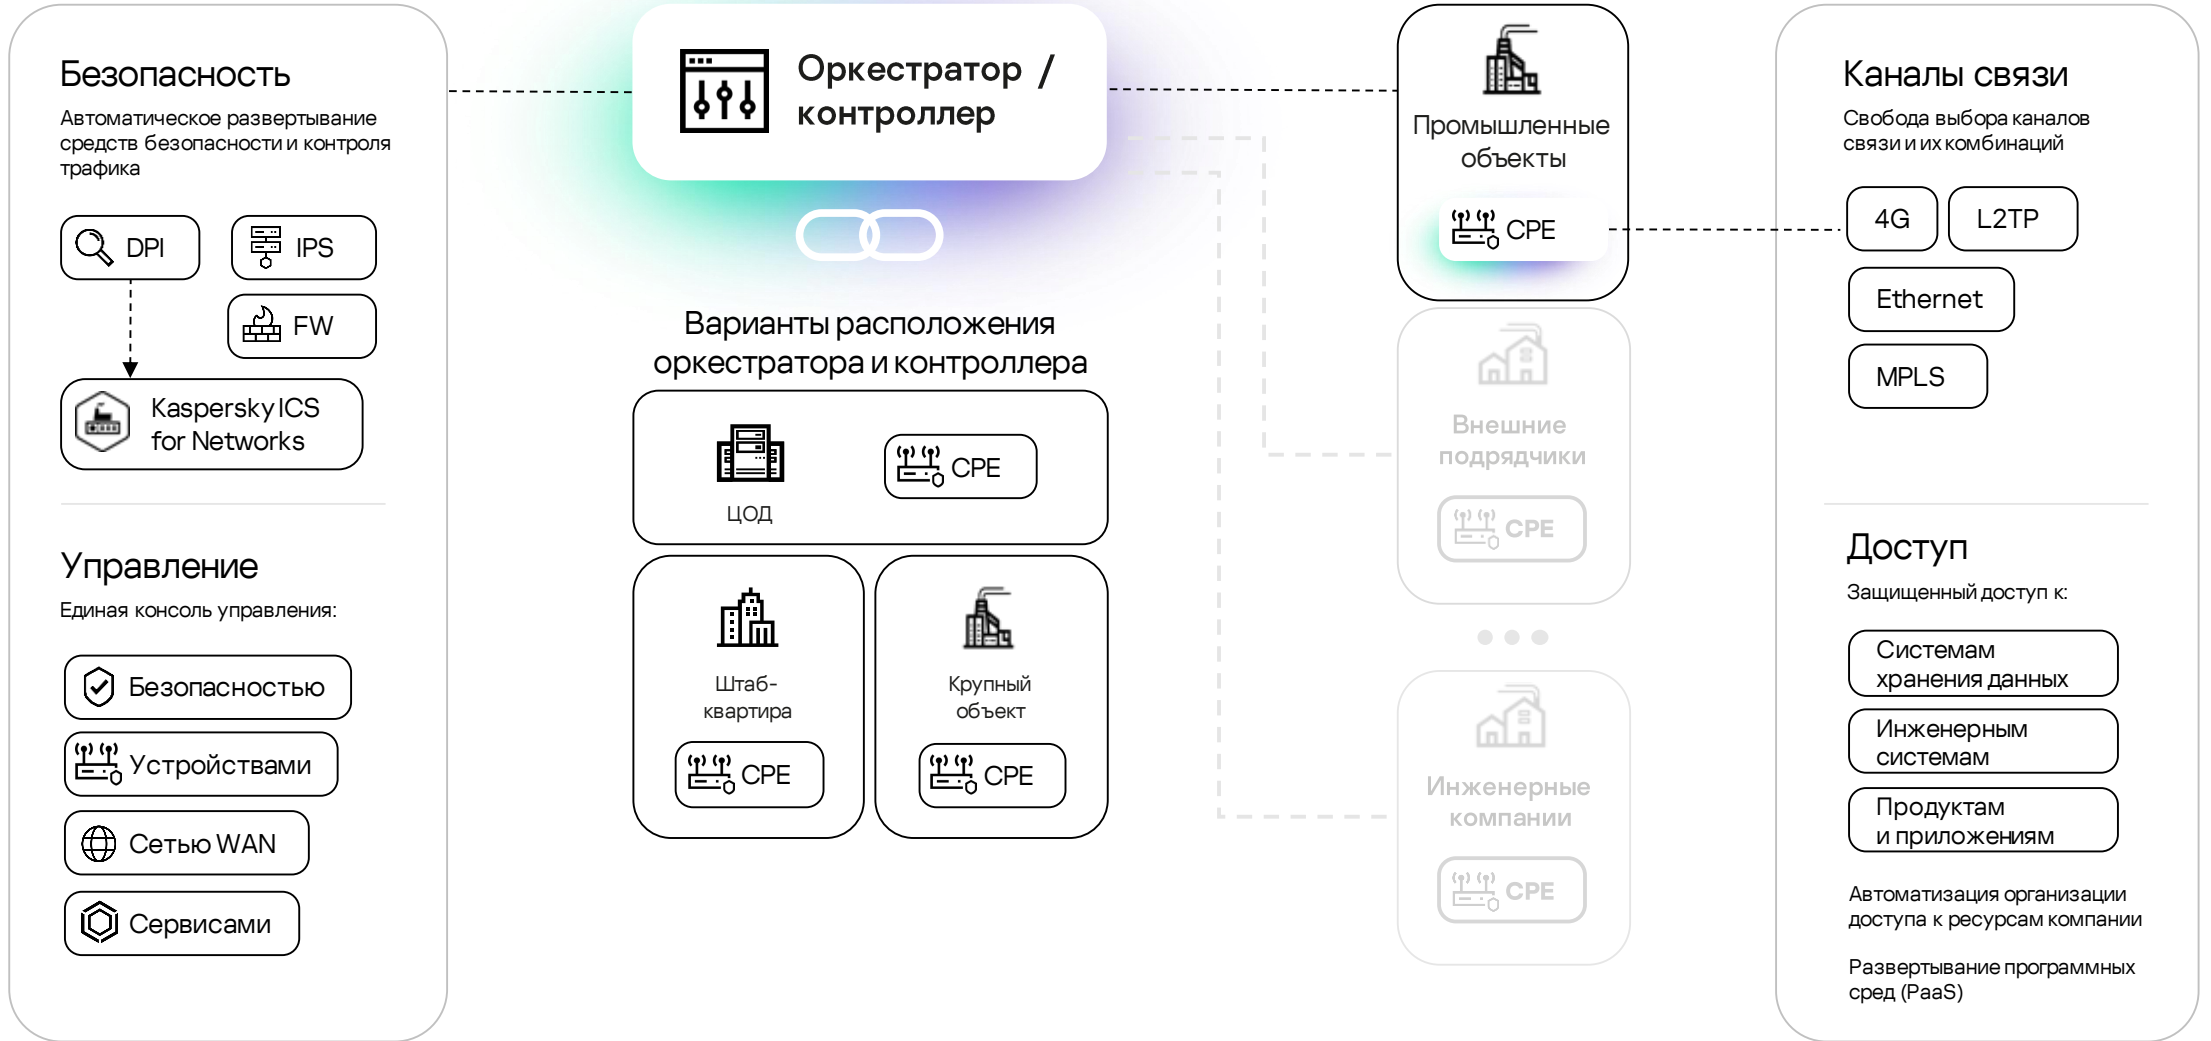 Безопасность
Автоматическое развертывание
средств безопасности и контроля
трафика
DPI
IPS
FW
Kaspersky ICS
for Networks
Управление
Единая консоль управления:
Безопасностью
Устройствами
Сетью WAN
Сервисами
Оркестратор /
контроллер
Варианты расположения
оркестратора и контроллера
ЦОД
CPE
Штаб-
квартира
CPE
Крупный
объект
CPE
Промышленные
объекты
CPE
Внешние
подрядчики
CPE
Инженерные
компании
CPE
Каналы связи
Свобода выбора каналов
связи и их комбинаций
4G
L2TP
Ethernet
MPLS
Доступ
Защищенный доступ к:
Системам
хранения данных
Инженерным
системам
Продуктам
и приложениям
Автоматизация организации
доступа к ресурсам компании
Развертывание программных
сред (PaaS)